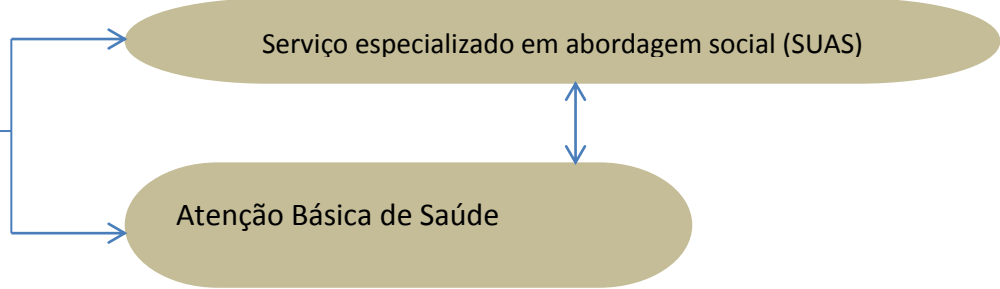 Serviço especializado em abordagem social (SUAS)
Atenção Básica de Saúde